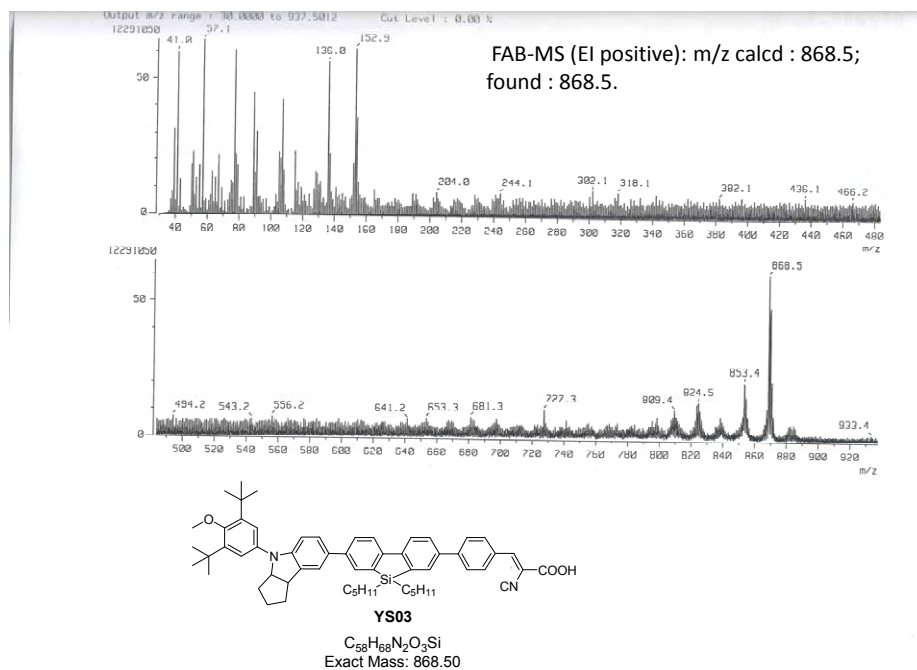 Output m/z range : 30.0000 to 937.5012 Cut Level : 0.00 %
12291050
57.1
41.0
136.0
152.9
FAB-MS (EI positive): m/z calcd : 868.5;
found : 868.5.
50
204.0
244.1
302.1
318.1
382.1
436.1
466.2
0
40 60 80 100 120 140 160 180 200 220 240 260 280 300 320 340 360 380 400 420 440 460 480
m/z
12291050
868.5
50
853.4
824.5
809.4
494.2
543.2
556.2
641.2
653.3
681.3
727.3
933.4
0
500 520 540 560 580 600 620 640 660 680 700 720 740 760 780 800 820 840 860 880 900 920
m/z
O
N
Si
C₅H₁₁
C₅H₁₁
CN
COOH
YS03
C₅₈H₆₈N₂O₃Si
Exact Mass: 868.50